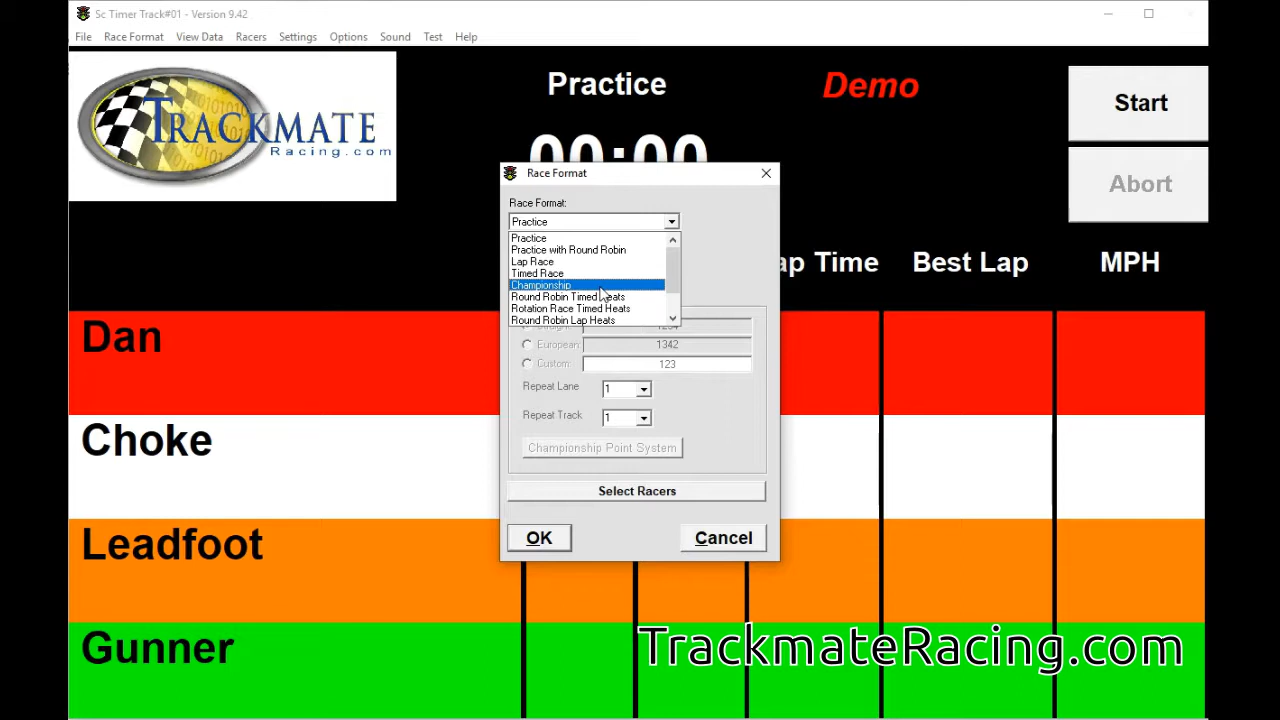 Sc Timer Track#01 - Version 9.42
File Race Format View Data Racers Settings Options Sound Test Help
TRACKMATE
Racing.com
Practice
Demo
Start
00:00
Abort
Race Format
Race Format:
Practice
Practice
Practice with Round Robin
Lap Race
Timed Race
Championship
Round Robin Timed Heats
Rotation Race Timed Heats
Round Robin Lap Heats
ap Time Best Lap MPH
Straight: 1234
European: 1342
Custom: 123
Repeat Lane 1
Repeat Track 1
Championship Point System
Select Racers
OK Cancel
Dan
Choke
Leadfoot
Gunner
TrackmateRacing.com